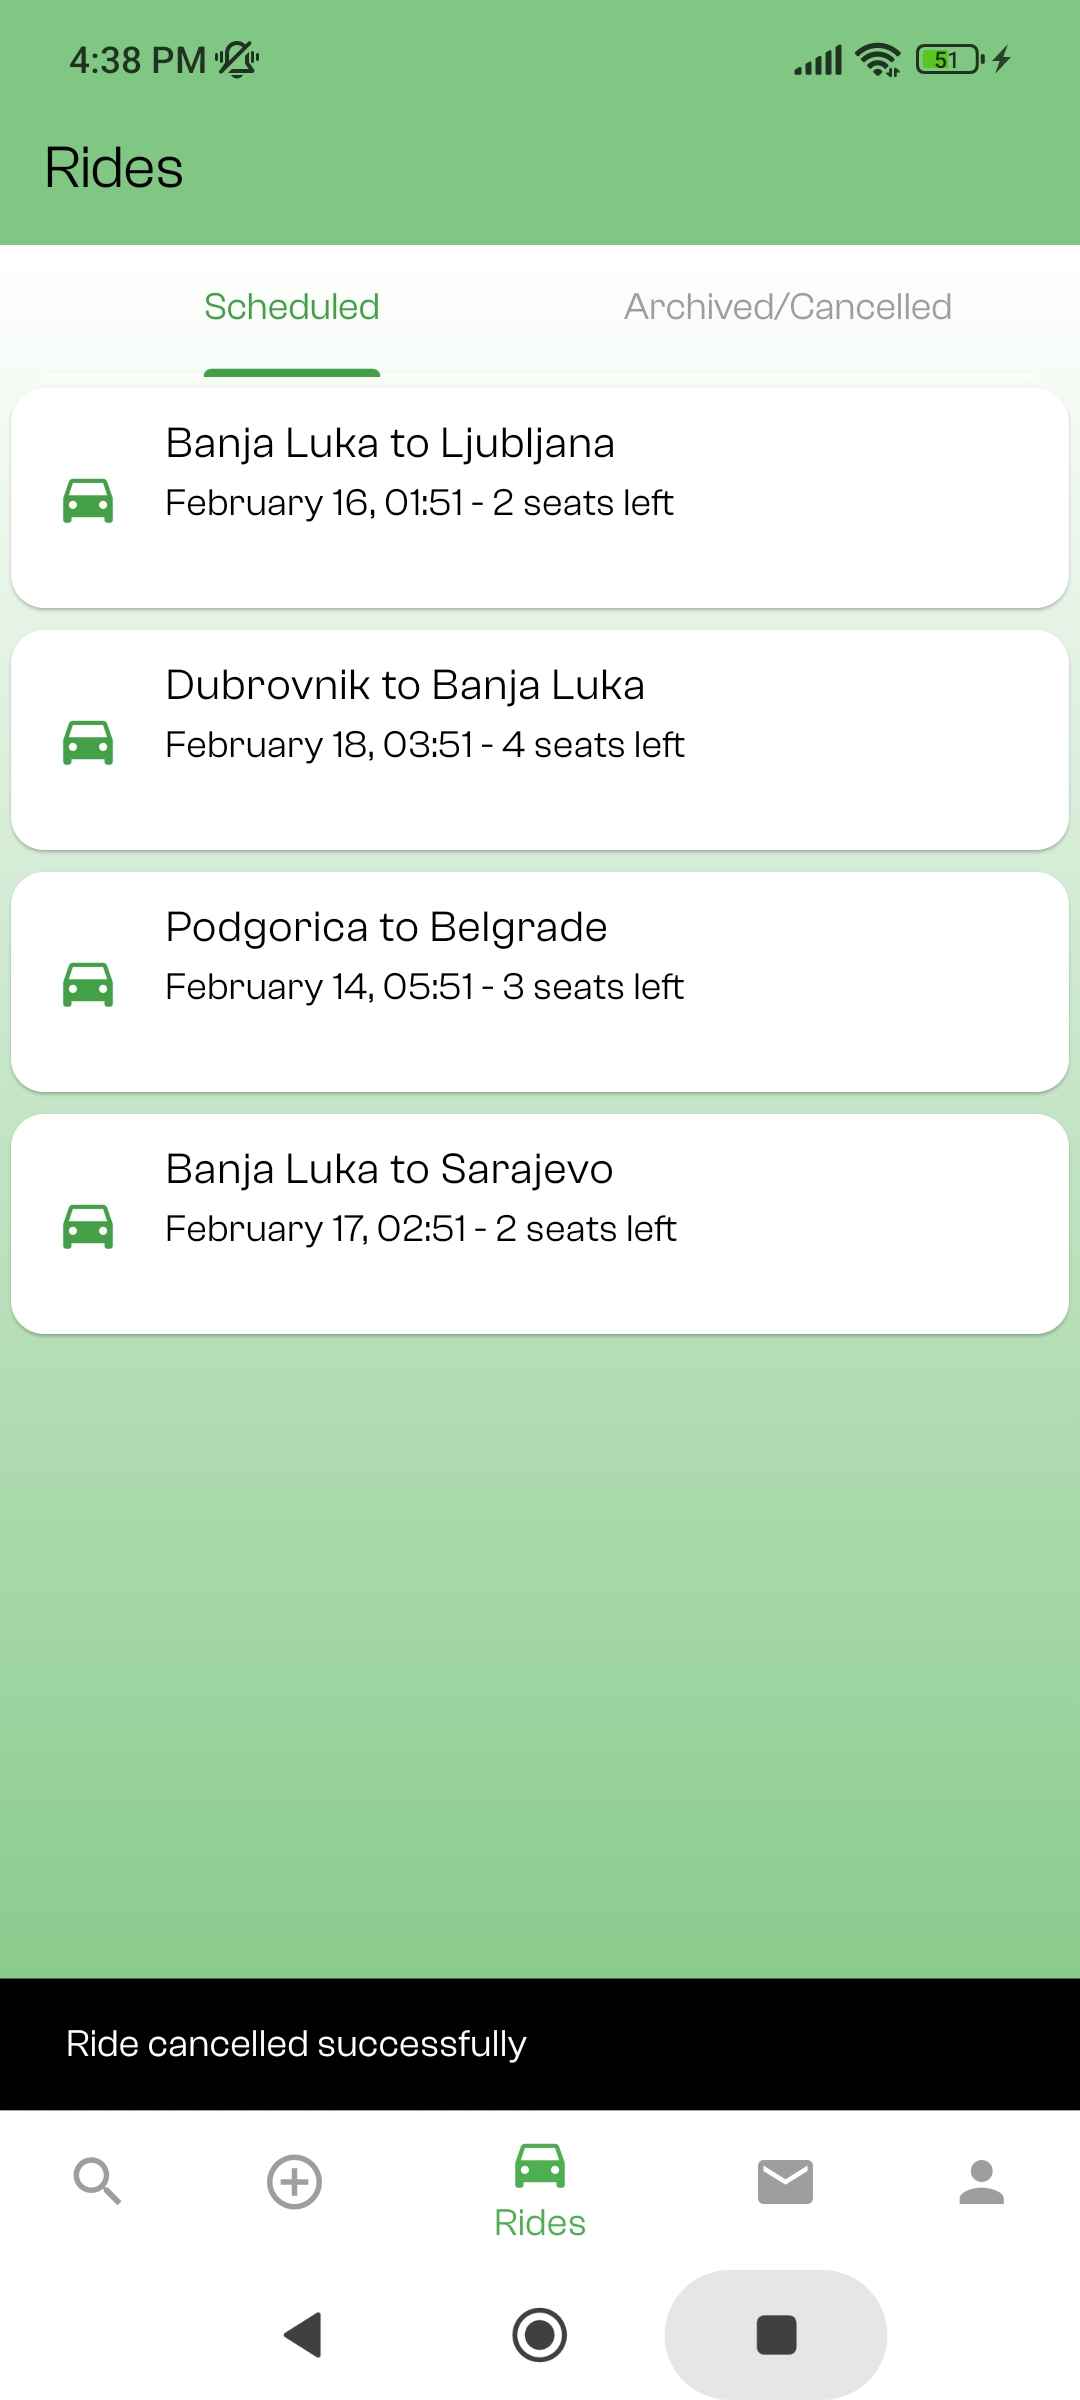 4:38 PM
51
Rides
Scheduled
Archived/Cancelled
Banja Luka to Ljubljana
February 16, 01:51 - 2 seats left
Dubrovnik to Banja Luka
February 18, 03:51 - 4 seats left
Podgorica to Belgrade
February 14, 05:51 - 3 seats left
Banja Luka to Sarajevo
February 17, 02:51 - 2 seats left
Ride cancelled successfully
Rides